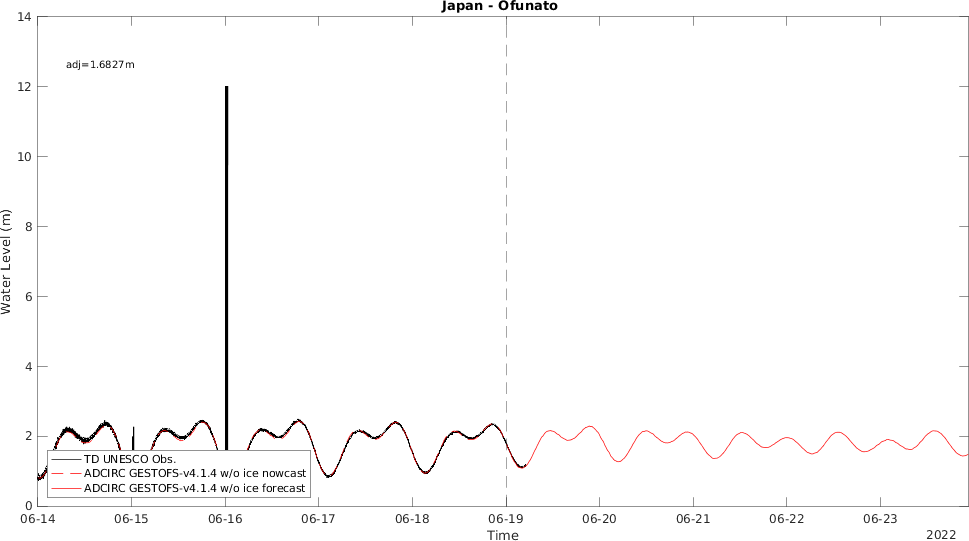 Japan - Ofunato
14
adj=1.6827m
12
10
8
Water Level (m)
6
4
2
TD UNESCO Obs.
ADCIRC GESTOFS-v4.1.4 w/o ice nowcast
ADCIRC GESTOFS-v4.1.4 w/o ice forecast
0
06-14 06-15 06-16 06-17 06-18 06-19 06-20 06-21 06-22 06-23
Time
2022